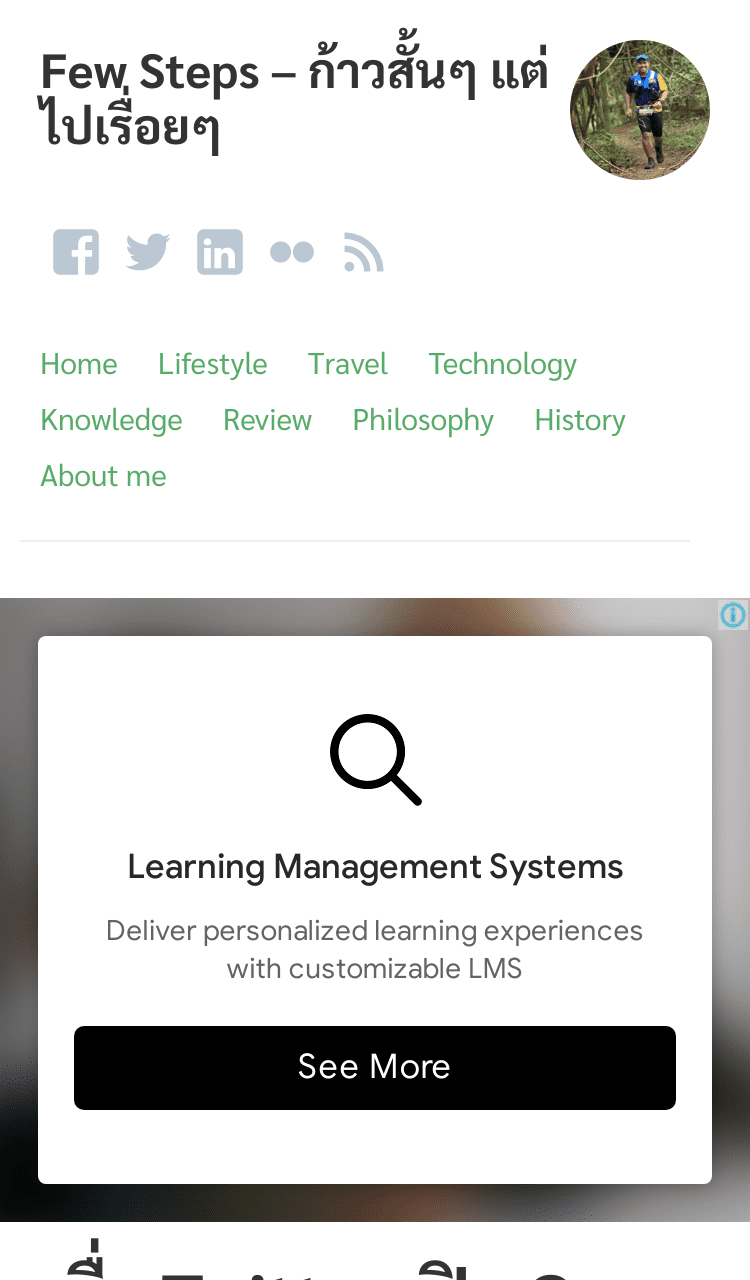 Few Steps – ก้าวสั้นๆ แต่
ไปเรื่อยๆ
Home Lifestyle Travel Technology
Knowledge Review Philosophy History
About me
Learning Management Systems
Deliver personalized learning experiences
with customizable LMS
See More